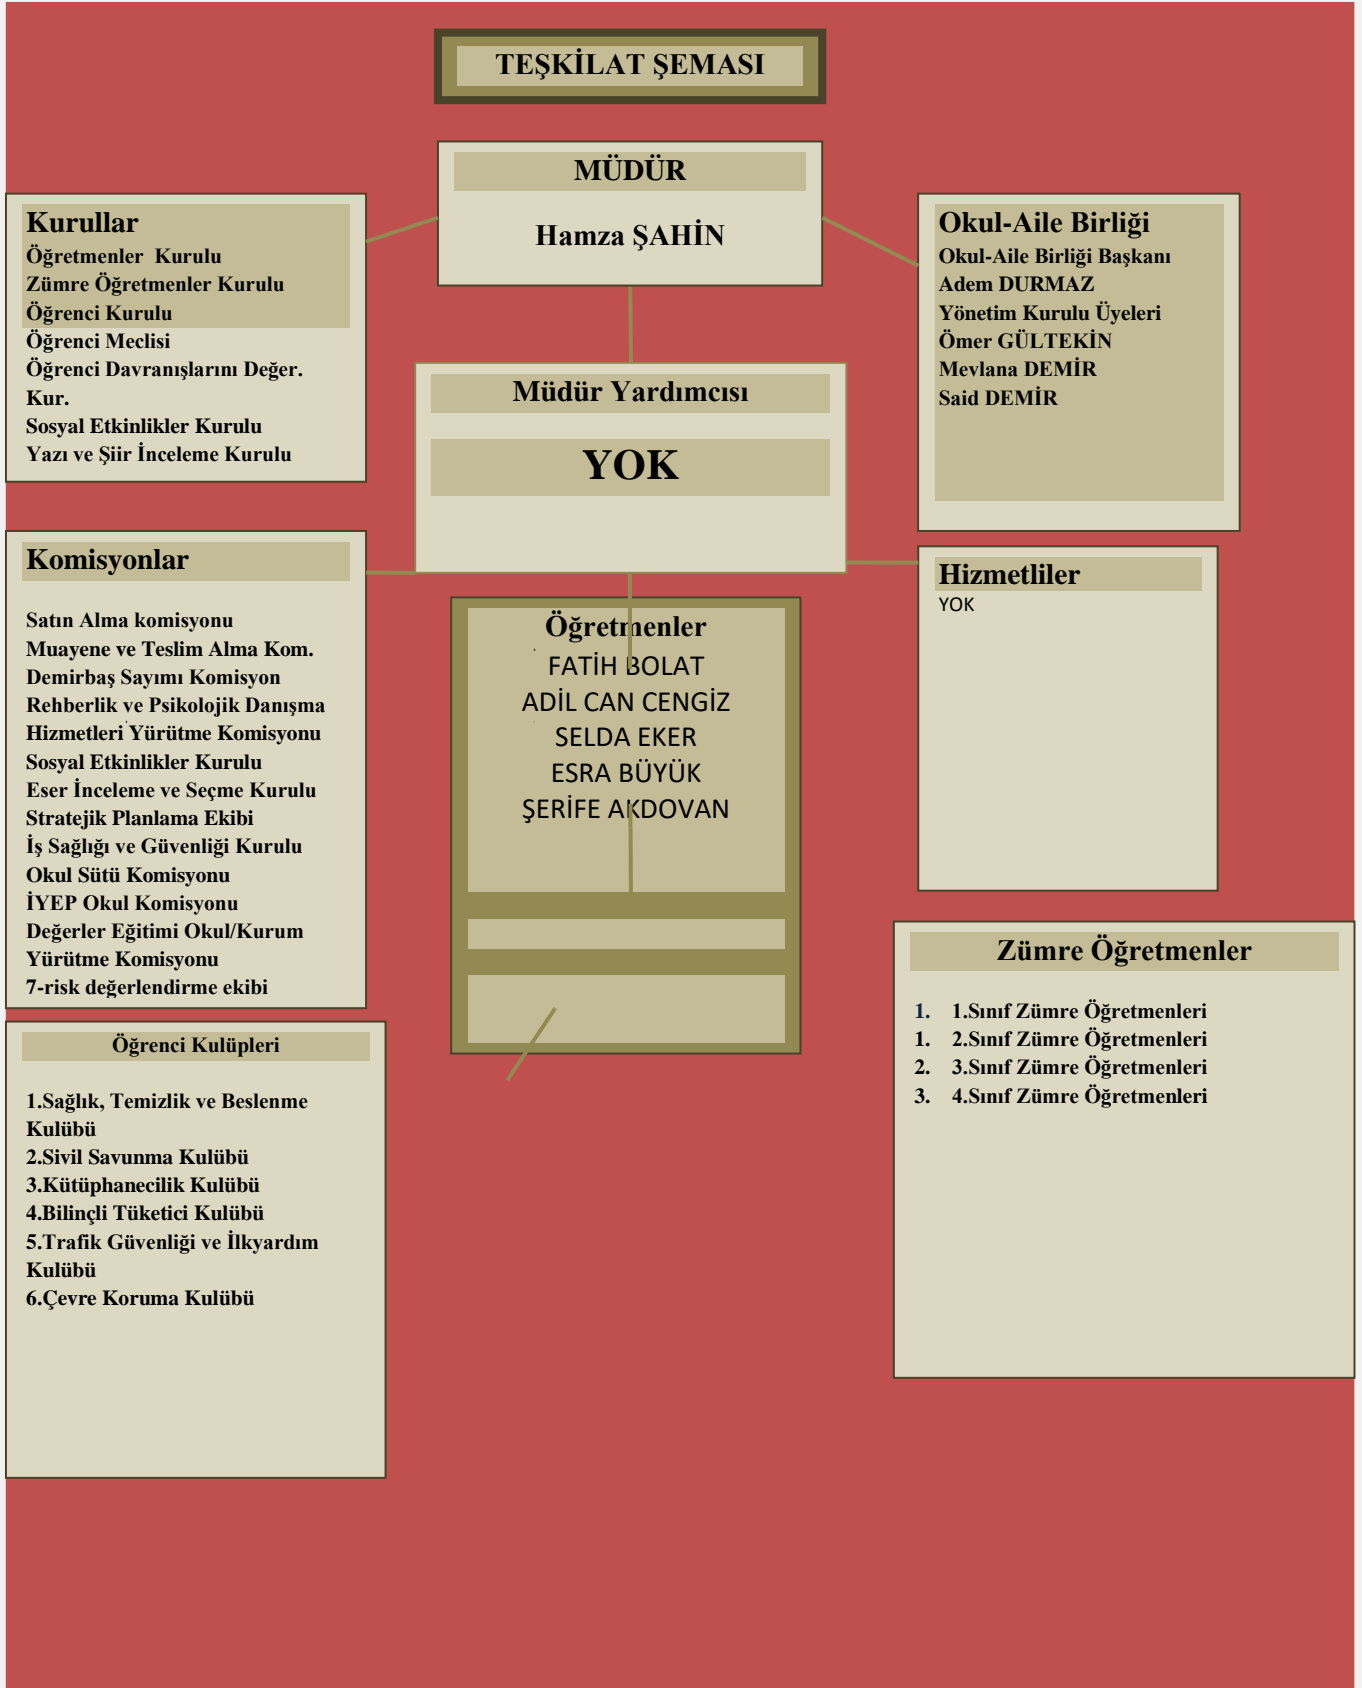 TEŞKİLAT ŞEMASI
MÜDÜR
Hamza ŞAHİN
Kurullar
Öğretmenler Kurulu
Zümre Öğretmenler Kurulu
Öğrenci Kurulu
Öğrenci Meclisi
Öğrenci Davranışlarını Değer.
Kur.
Sosyal Etkinlikler Kurulu
Yazı ve Şiir İnceleme Kurulu
Okul-Aile Birliği
Okul-Aile Birliği Başkanı
Adem DURMAZ
Yönetim Kurulu Üyeleri
Ömer GÜLTEKİN
Mevlana DEMİR
Said DEMİR
Müdür Yardımcısı
YOK
Komisyonlar
Satın Alma komisyonu
Muayene ve Teslim Alma Kom.
Demirbaş Sayımı Komisyon
Rehberlik ve Psikolojik Danışma
Hizmetleri Yürütme Komisyonu
Sosyal Etkinlikler Kurulu
Eser İnceleme ve Seçme Kurulu
Stratejik Planlama Ekibi
İş Sağlığı ve Güvenliği Kurulu
Okul Sütü Komisyonu
İYEP Okul Komisyonu
Değerler Eğitimi Okul/Kurum
Yürütme Komisyonu
7-risk değerlendirme ekibi
Öğretmenler
FATİH BOLAT
ADİL CAN CENGİZ
SELDA EKER
ESRA BÜYÜK
ŞERİFE AKDOVAN
Hizmetliler
YOK
Zümre Öğretmenler
1. 1.Sınıf Zümre Öğretmenleri
1. 2.Sınıf Zümre Öğretmenleri
2. 3.Sınıf Zümre Öğretmenleri
3. 4.Sınıf Zümre Öğretmenleri
Öğrenci Kulüpleri
1.Sağlık, Temizlik ve Beslenme
Kulübü
2.Sivil Savunma Kulübü
3.Kütüphanecilik Kulübü
4.Bilinçli Tüketici Kulübü
5.Trafik Güvenliği ve İlkyardım
Kulübü
6.Çevre Koruma Kulübü